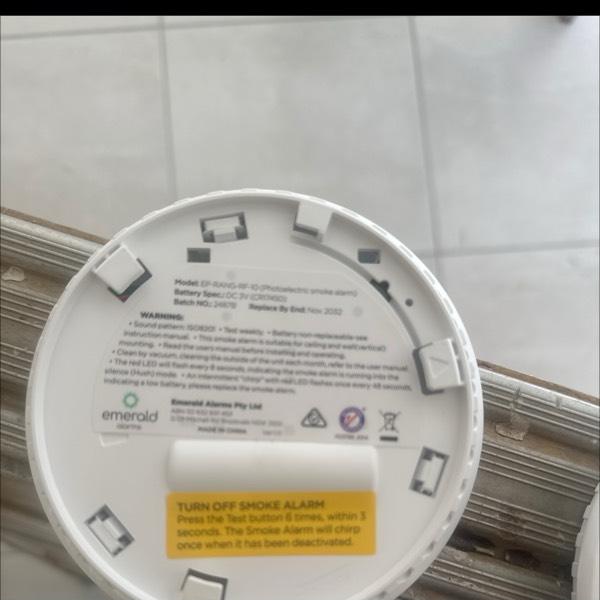 Model: EP-RANG-RF-10 (Photoelectric smoke alarm)
Battery Spec.: DC 3V (CR17450)
Batch NO.: Replace By End: Nov 2032
WARNING:
• Sound pattern: ISO8201 • Test weekly. • Battery non-replaceable-see
instruction manual. • This smoke alarm is suitable for ceiling and wall(vertical)
mounting. • Read the users manual before installing and operating.
• Clean by vacuum, cleaning the outside of the unit each month, refer to the user manual.
• The red LED will flash every 8 seconds, indicating the smoke alarm is running into the
silence (Hush) mode. • An intermittent "chirp" with red LED flashes once every 48 seconds,
indicating a low battery, please replace the smoke alarm.
emerald
alarms
Emerald Alarms Pty Ltd
MADE IN CHINA
TURN OFF SMOKE ALARM
Press the Test button 6 times, within 3
seconds. The Smoke Alarm will chirp
once when it has been deactivated.